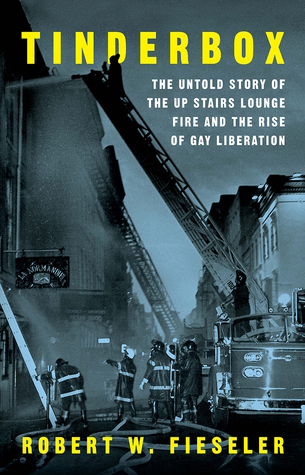 TINDERBOX
THE UNTOLD STORY OF
THE UP STAIRS LOUNGE
FIRE AND THE RISE
OF GAY LIBERATION
ROBERT W. FIESELER